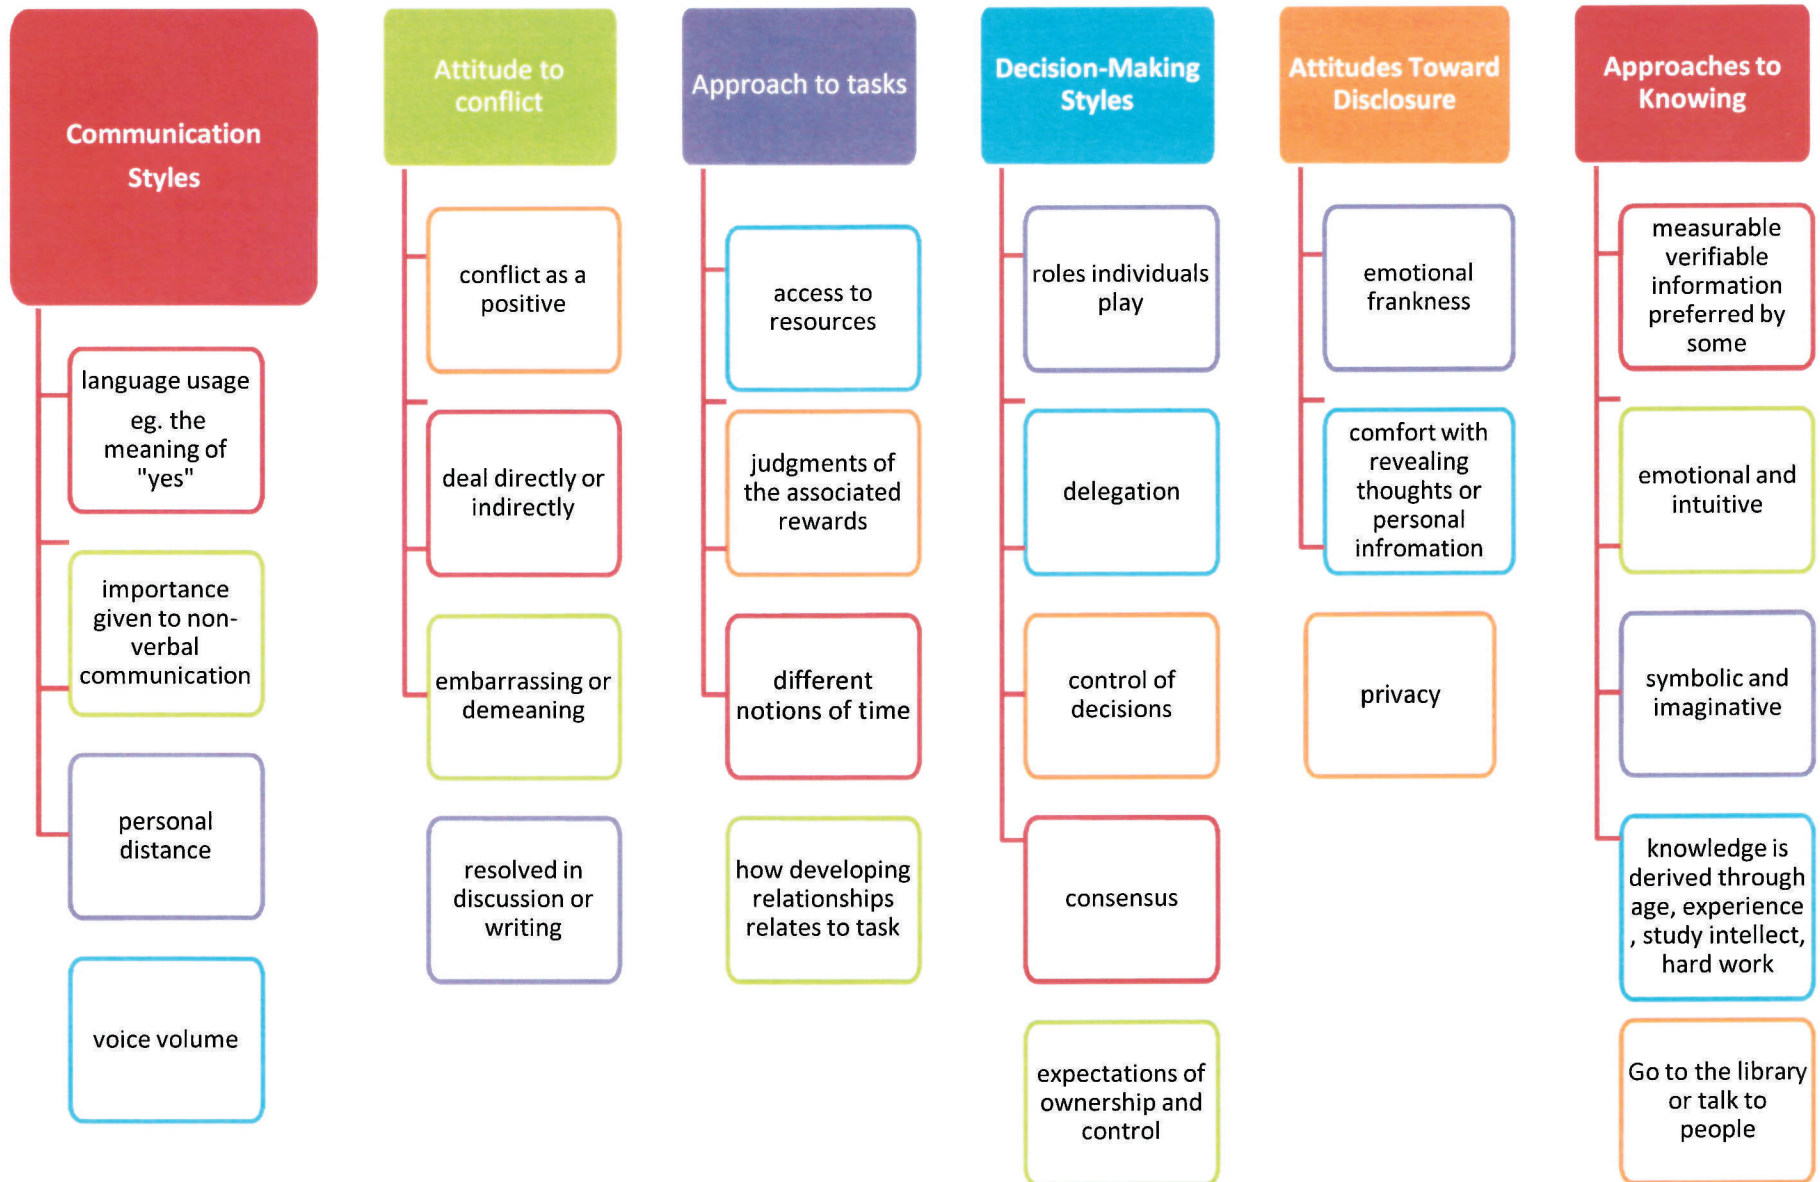 Communication
Styles
language usage
eg. the
meaning of
"yes"
importance
given to non-
verbal
communication
personal
distance
voice volume
Attitude to
conflict
conflict as a
positive
deal directly or
indirectly
embarrassing or
demeaning
resolved in
discussion or
writing
Approach to tasks
access to
resources
judgments of
the associated
rewards
different
notions of time
how developing
relationships
relates to task
Decision-Making
Styles
roles individuals
play
delegation
control of
decisions
consensus
expectations of
ownership and
control
Attitudes Toward
Disclosure
emotional
frankness
comfort with
revealing
thoughts or
personal
infromation
privacy
Approaches to
Knowing
measurable
verifiable
information
preferred by
some
emotional and
intuitive
symbolic and
imaginative
knowledge is
derived through
age, experience
, study intellect,
hard work
Go to the library
or talk to
people